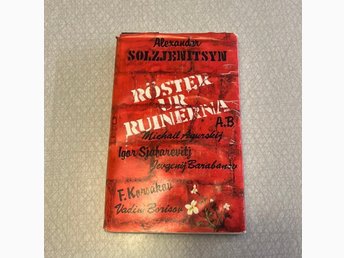 Alexander
SOLZJENITSYN
RÖSTER
UR
RUINERNA
A.B
Michail Agurskij
Igor Sjafarevitj
Jevgenij Barabanov
F. Korsakov
Vadim Borisov